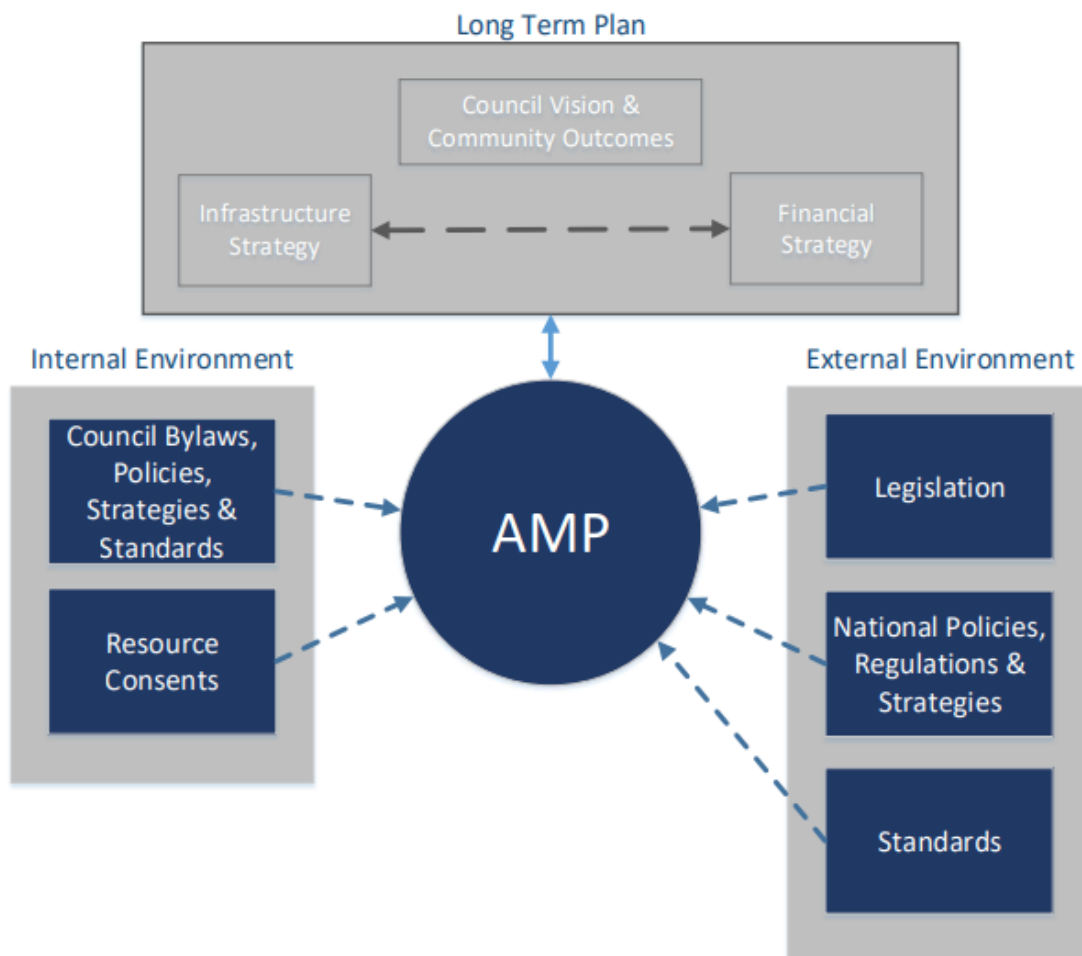 Long Term Plan
Council Vision &
Community Outcomes
Infrastructure
Strategy
Financial
Strategy
Internal Environment
Council Bylaws,
Policies,
Strategies &
Standards
Resource
Consents
AMP
External Environment
Legislation
National Policies,
Regulations &
Strategies
Standards